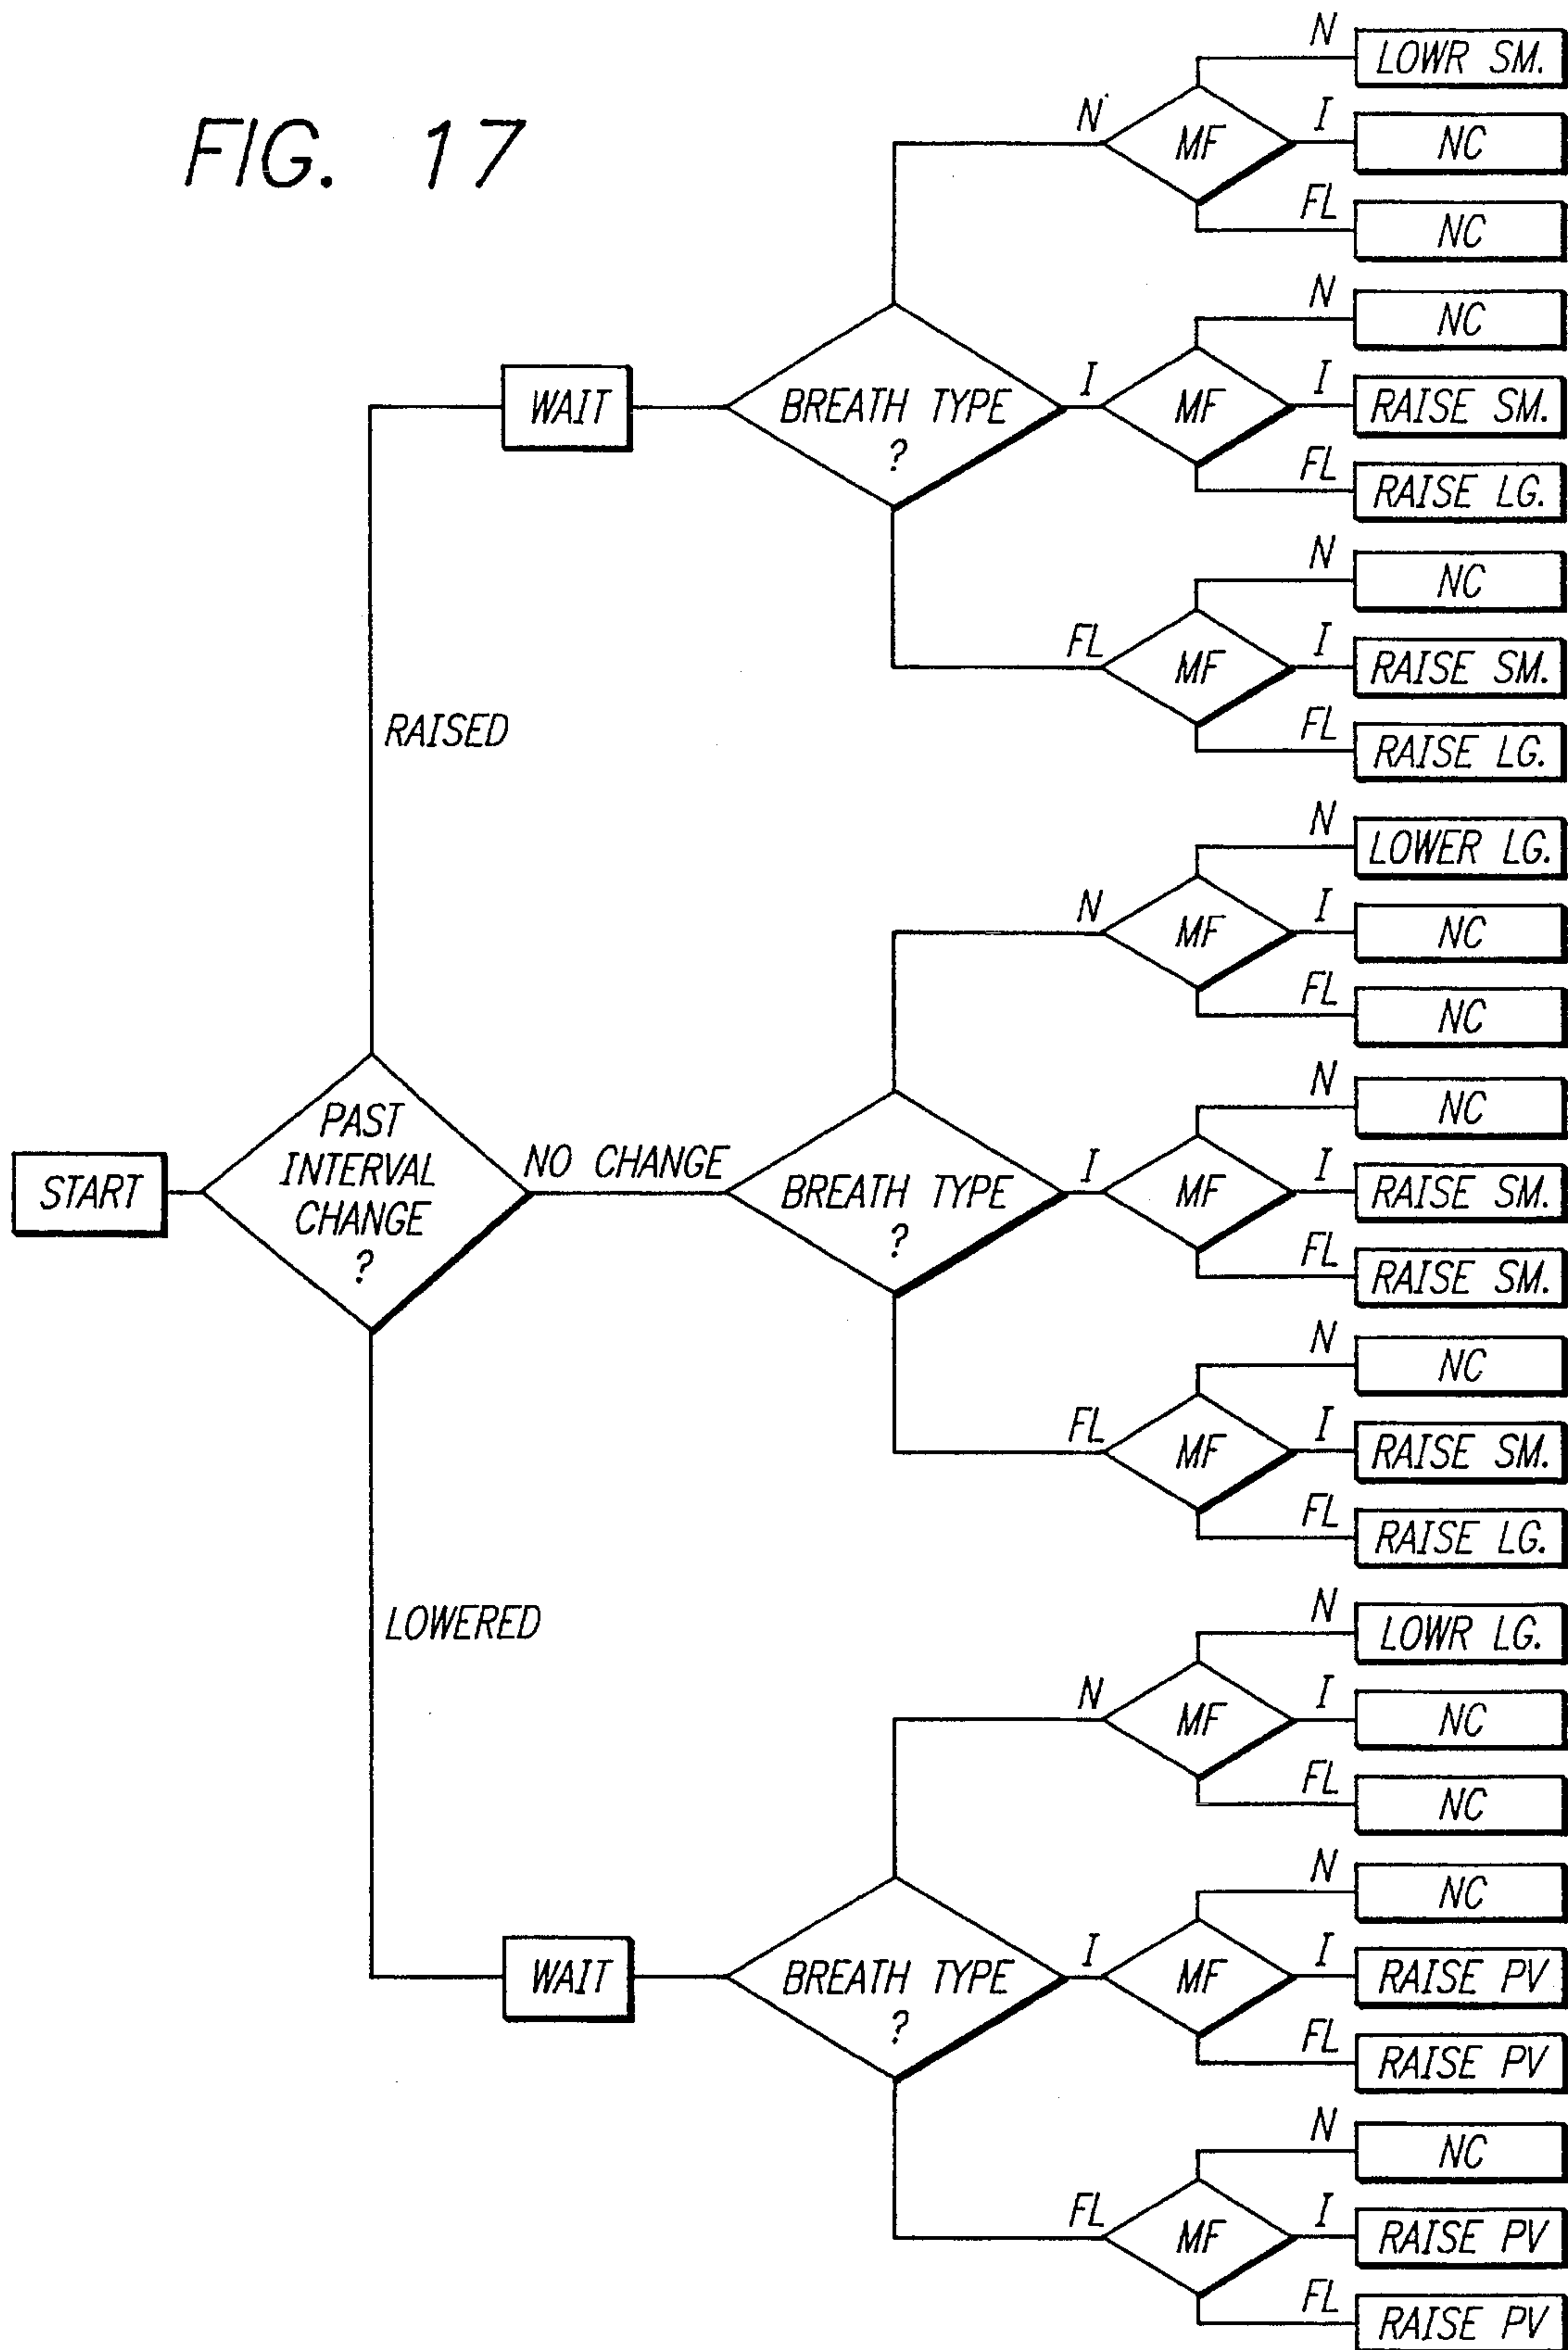 FIG. 17
N
LOWR SM.
N
MF
I
NC
FL
NC
N
NC
WAIT
BREATH TYPE
?
I
MF
I
RAISE SM.
FL
RAISE LG.
N
NC
FL
MF
I
RAISE SM.
FL
RAISE LG.
RAISED
N
LOWER LG.
N
MF
I
NC
FL
NC
N
NC
START
PAST
INTERVAL
CHANGE
?
NO CHANGE
BREATH TYPE
?
I
MF
I
RAISE SM.
FL
RAISE SM.
N
NC
FL
MF
I
RAISE SM.
FL
RAISE LG.
LOWERED
N
LOWR LG.
N
MF
I
NC
FL
NC
N
NC
WAIT
BREATH TYPE
?
I
MF
I
RAISE PV
FL
RAISE PV
N
NC
FL
MF
I
RAISE PV
FL
RAISE PV